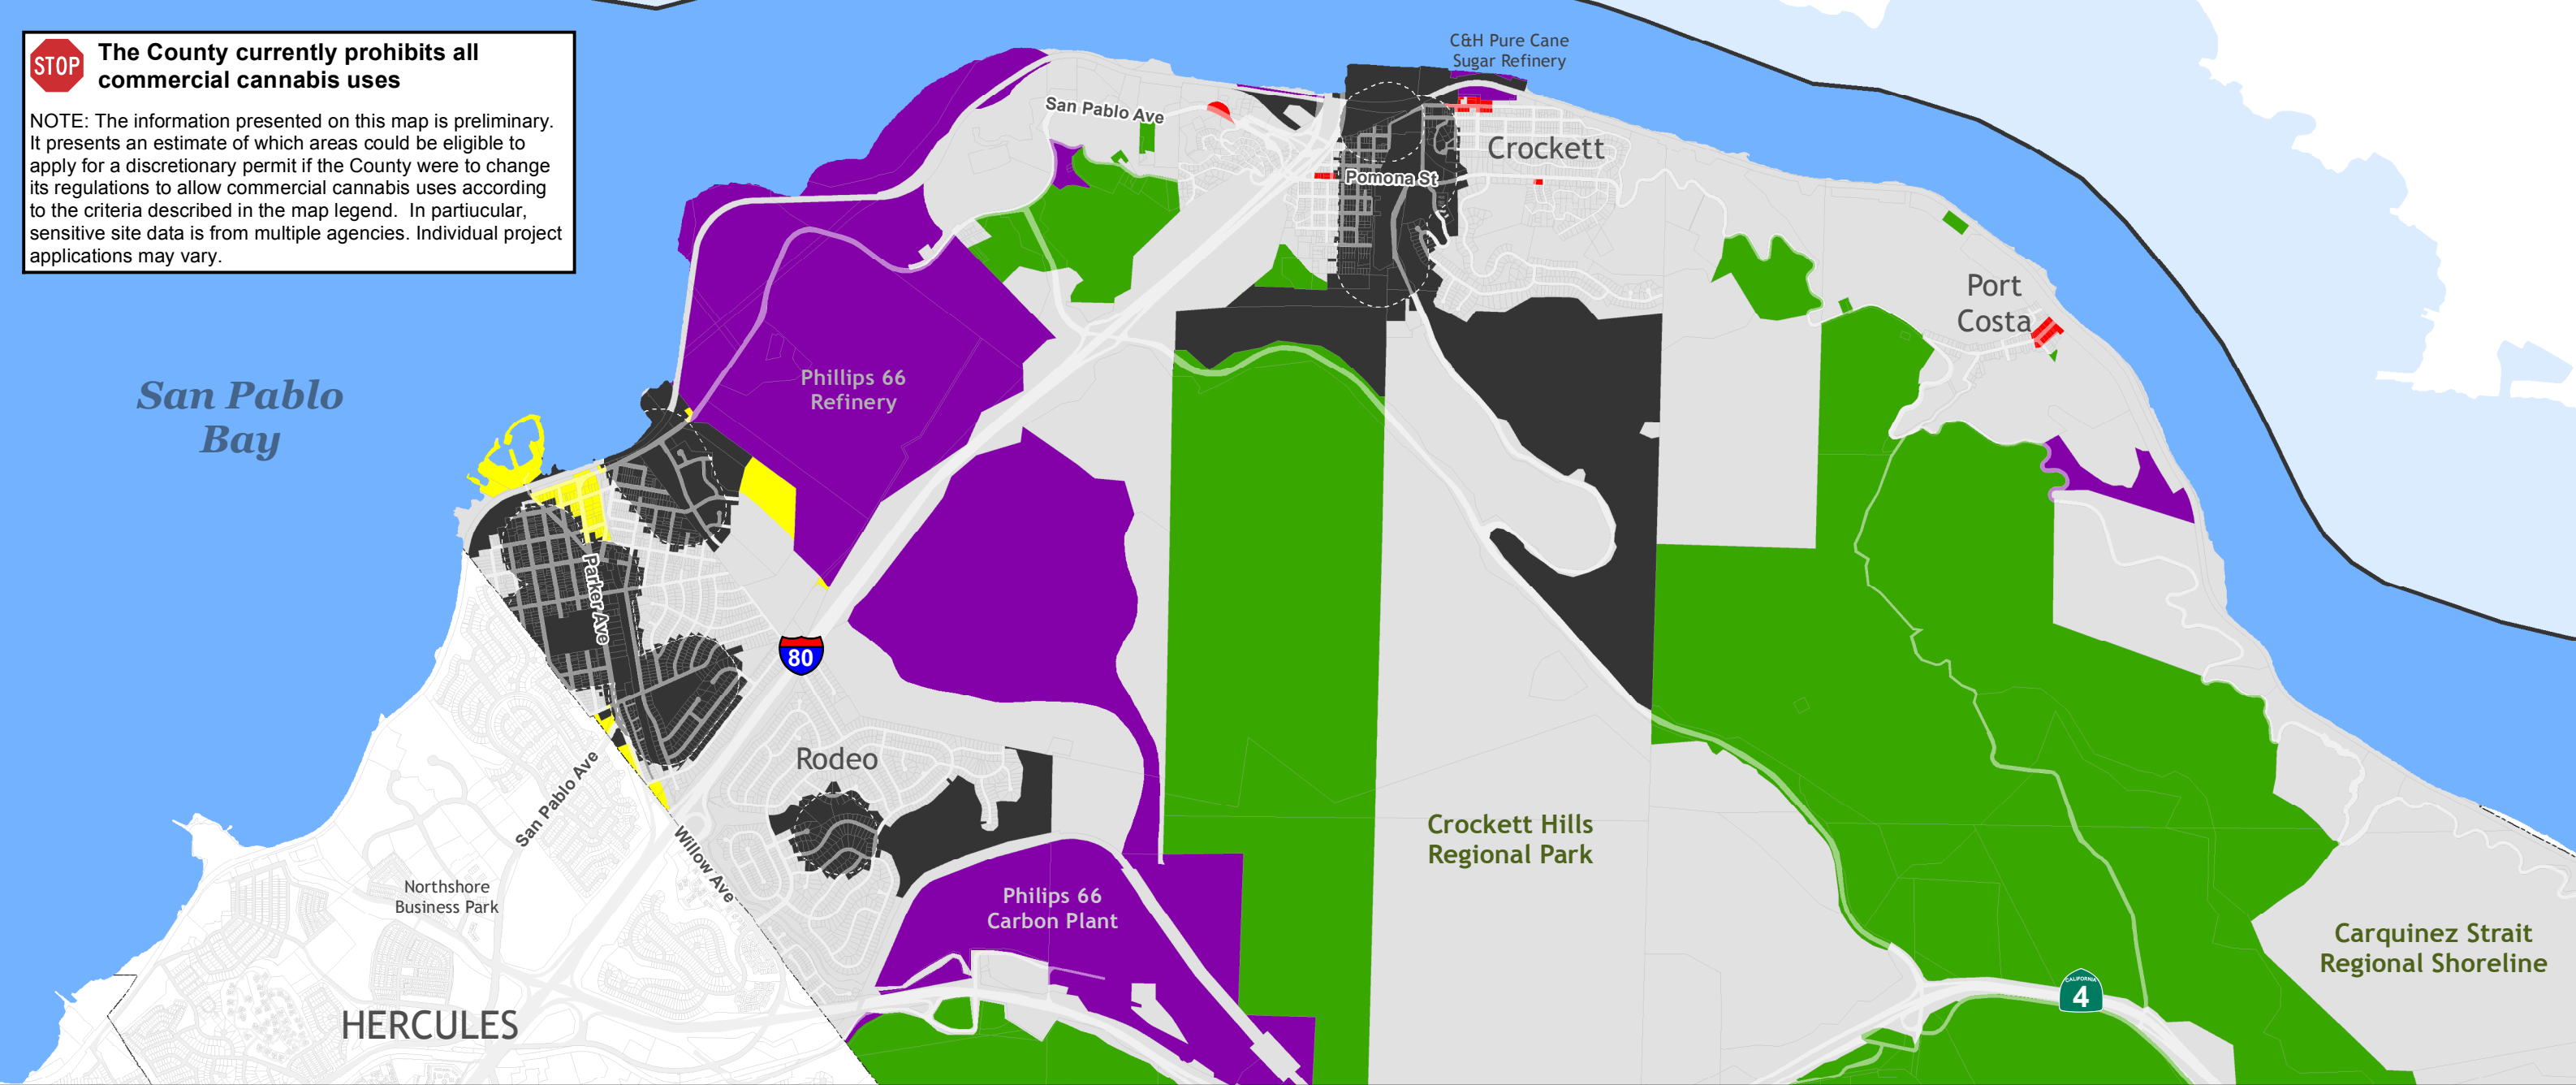 STOP
The County currently prohibits all
commercial cannabis uses
NOTE: The information presented on this map is preliminary.
It presents an estimate of which areas could be eligible to
apply for a discretionary permit if the County were to change
its regulations to allow commercial cannabis uses according
to the criteria described in the map legend.  In partiucular,
sensitive site data is from multiple agencies. Individual project
applications may vary.
C&H Pure Cane
Sugar Refinery
San Pablo Ave
Crockett
Pomona St
Port
Costa
San Pablo
Bay
Phillips 66
Refinery
Parker Ave
80
Rodeo
San Pablo Ave
Willow Ave
Northshore
Business Park
Crockett Hills
Regional Park
Philips 66
Carbon Plant
Carquinez Strait
Regional Shoreline
CALIFORNIA
4
HERCULES